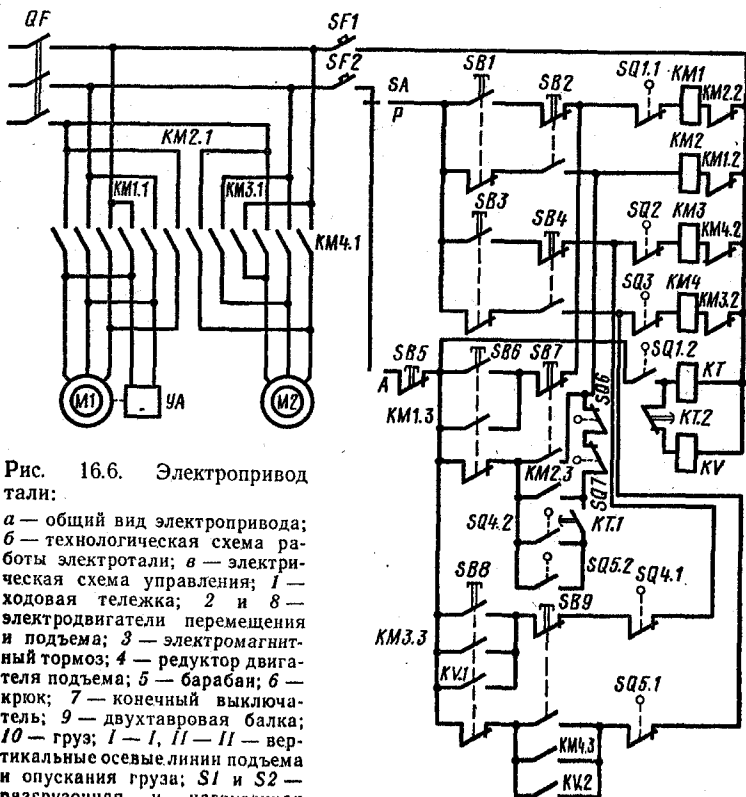 QF
SF1
SF2
SA
P
SB1
SB2
SQ1.1
KM1
KM2.2
KM2
KM1.2
KM2.1
KM1.1
KM3.1
KM4.1
SB3
SB4
SQ2
KM3
KM4.2
SQ3
KM4
KM3.2
SB5
A
SB6
SB7
SQ6
SQ1.2
KT
KT.2
KV
M1
УА
M2
KM1.3
KM2.3
SQ7
SQ4.2
KT.1
SQ5.2
SQ4.1
SB8
SB9
KM3.3
KV.1
SQ5.1
KM4.3
KV.2
Рис. 16.6. Электропривод
тали:
а — общий вид электропривода;
б — технологическая схема ра-
боты электротали; в — электри-
ческая схема управления; 1 —
ходовая тележка; 2 и 8 —
электродвигатели перемещения
и подъема; 3 — электромагнит-
ный тормоз; 4 — редуктор двига-
теля подъема; 5 — барабан; 6 —
крюк; 7 — конечный выключа-
тель; 9 — двухтавровая балка;
10 — груз; I — I, II — II — вер-
тикальные осевые линии подъема
и опускания груза; S1 и S2 —